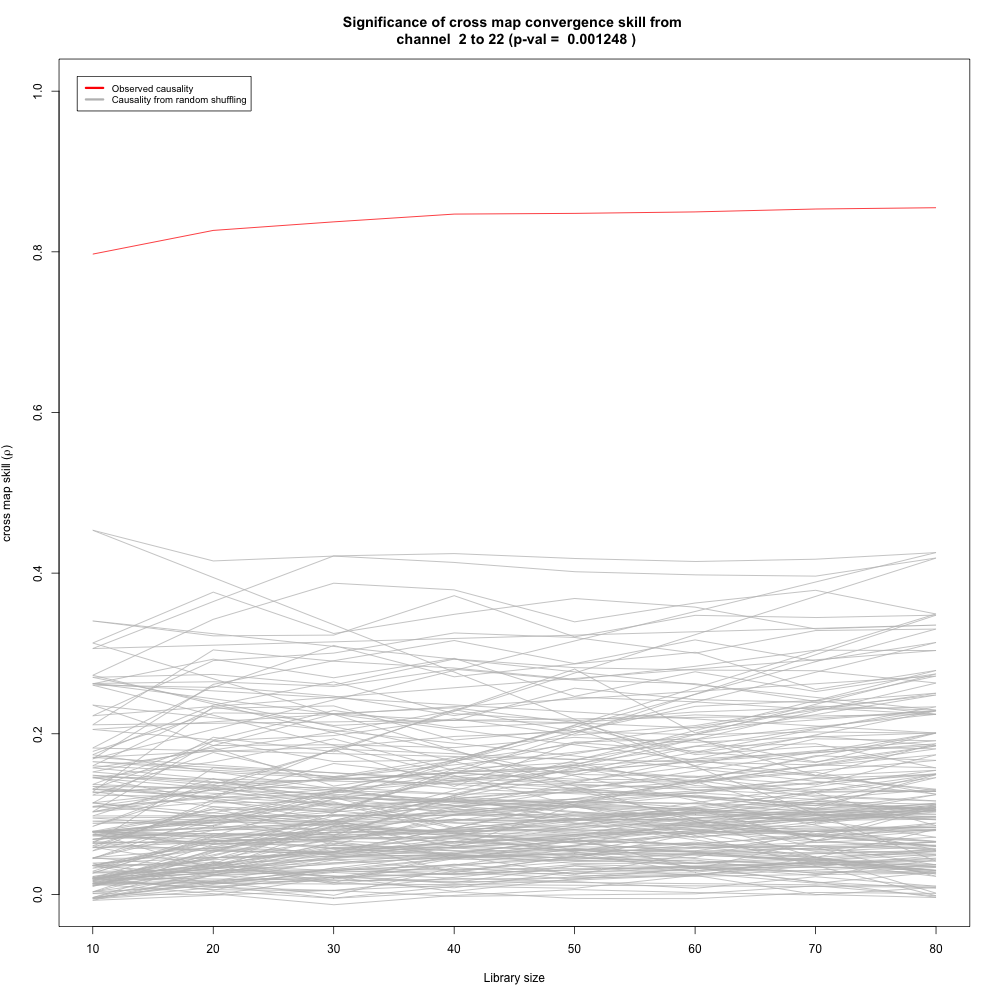 Significance of cross map convergence skill from
channel  2 to 22 (p-val =  0.001248 )
Observed causality
Causality from random shuffling
cross map skill (ρ)
1.0
0.8
0.6
0.4
0.2
0.0
10 20 30 40 50 60 70 80
Library size